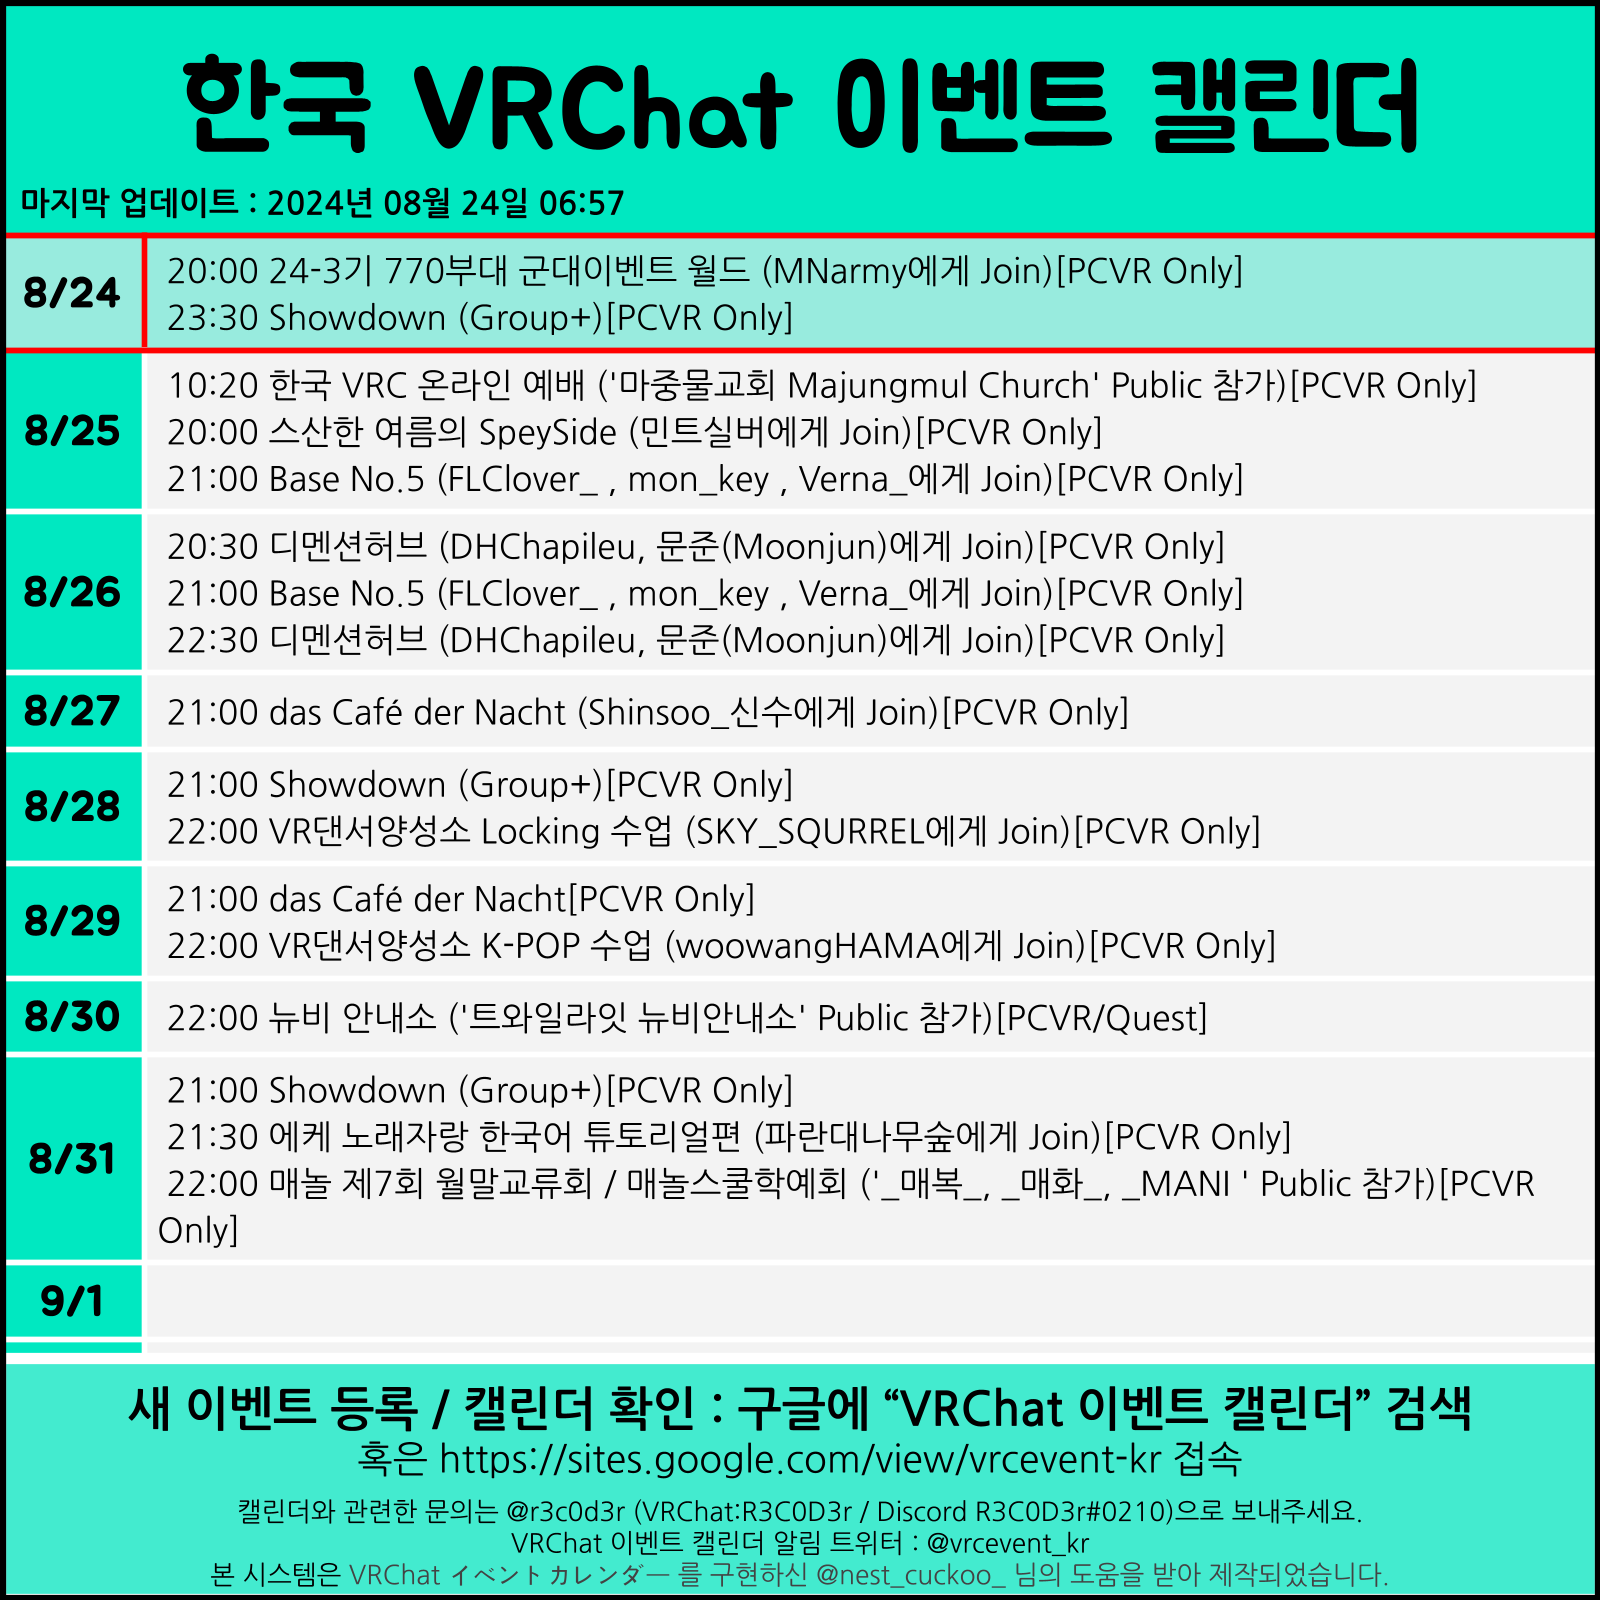 한국 VRChat 이벤트 캘린더
마지막 업데이트 : 2024년 08월 24일 06:57
8/24
20:00 24-3기 770부대 군대이벤트 월드 (MNarmy에게 Join)[PCVR Only]
23:30 Showdown (Group+)[PCVR Only]
8/25
10:20 한국 VRC 온라인 예배 ('마중물교회 Majungmul Church' Public 참가)[PCVR Only]
20:00 스산한 여름의 SpeySide (민트실버에게 Join)[PCVR Only]
21:00 Base No.5 (FLClover_ , mon_key , Verna_에게 Join)[PCVR Only]
8/26
20:30 디멘션허브 (DHChapileu, 문준(Moonjun)에게 Join)[PCVR Only]
21:00 Base No.5 (FLClover_ , mon_key , Verna_에게 Join)[PCVR Only]
22:30 디멘션허브 (DHChapileu, 문준(Moonjun)에게 Join)[PCVR Only]
8/27
21:00 das Café der Nacht (Shinsoo_신수에게 Join)[PCVR Only]
8/28
21:00 Showdown (Group+)[PCVR Only]
22:00 VR댄서양성소 Locking 수업 (SKY_SQURREL에게 Join)[PCVR Only]
8/29
21:00 das Café der Nacht[PCVR Only]
22:00 VR댄서양성소 K-POP 수업 (woowangHAMA에게 Join)[PCVR Only]
8/30
22:00 뉴비 안내소 ('트와일라잇 뉴비안내소' Public 참가)[PCVR/Quest]
8/31
21:00 Showdown (Group+)[PCVR Only]
21:30 에케 노래자랑 한국어 튜토리얼편 (파란대나무숲에게 Join)[PCVR Only]
22:00 매놀 제7회 월말교류회 / 매놀스쿨학예회 ('_매복_, _매화_, _MANI ' Public 참가)[PCVR
Only]
9/1
새 이벤트 등록 / 캘린더 확인 : 구글에 “VRChat 이벤트 캘린더” 검색
혹은 https://sites.google.com/view/vrcevent-kr 접속
캘린더와 관련한 문의는 @r3c0d3r (VRChat:R3C0D3r / Discord R3C0D3r#0210)으로 보내주세요.
VRChat 이벤트 캘린더 알림 트위터 : @vrcevent_kr
본 시스템은 VRChat イベントカレンダー 를 구현하신 @nest_cuckoo_ 님의 도움을 받아 제작되었습니다.